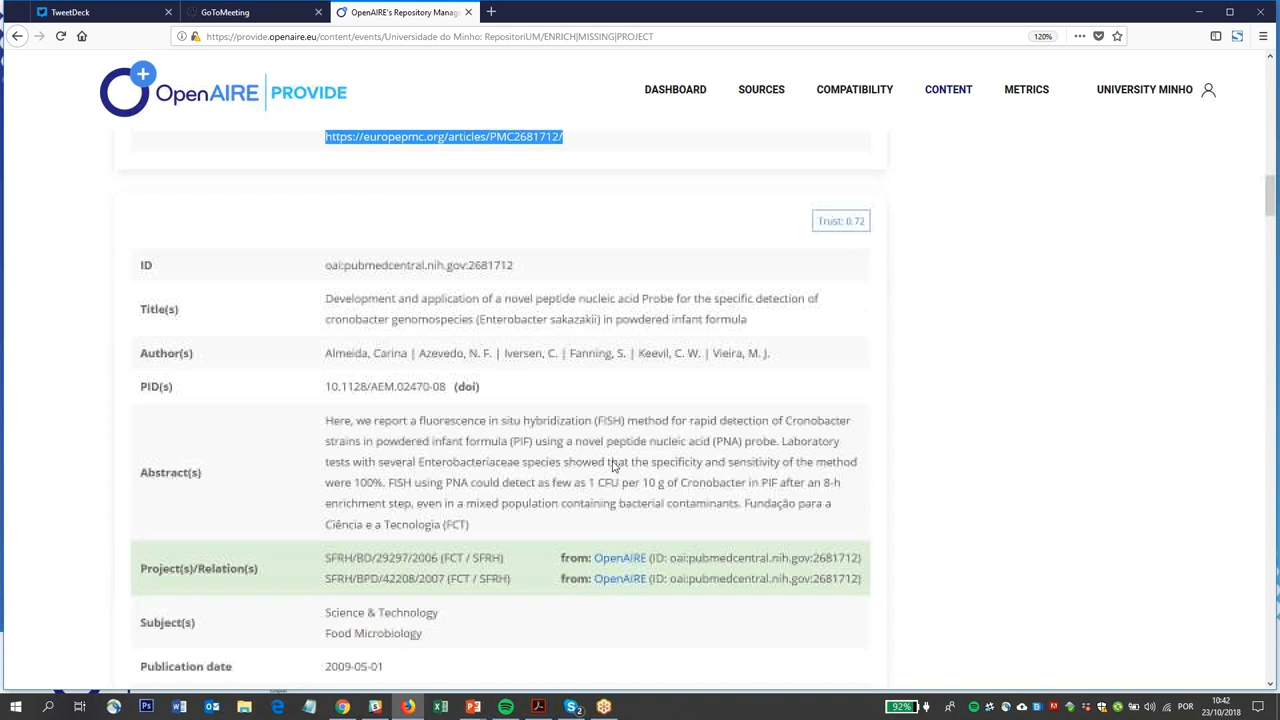 TweetDeck
GoToMeeting
OpenAIRE's Repository Manag
https://provide.openaire.eu/content/events/Universidade do Minho: RepositoriUM/ENRICH|MISSING|PROJECT
120%
OpenAIRE | PROVIDE
DASHBOARD
SOURCES
COMPATIBILITY
CONTENT
METRICS
UNIVERSITY MINHO
https://europepmc.org/articles/PMC2681712/
Trust: 0.72
ID oai:pubmedcentral.nih.gov:2681712
Title(s) Development and application of a novel peptide nucleic acid Probe for the specific detection of
cronobacter genomospecies (Enterobacter sakazakii) in powdered infant formula
Author(s) Almeida, Carina | Azevedo, N. F. | Iversen, C. | Fanning, S. | Keevil, C. W. | Vieira, M. J.
PID(s) 10.1128/AEM.02470-08 (doi)
Abstract(s) Here, we report a fluorescence in situ hybridization (FISH) method for rapid detection of Cronobacter
strains in powdered infant formula (PIF) using a novel peptide nucleic acid (PNA) probe. Laboratory
tests with several Enterobacteriaceae species showed that the specificity and sensitivity of the method
were 100%. FISH using PNA could detect as few as 1 CFU per 10 g of Cronobacter in PIF after an 8-h
enrichment step, even in a mixed population containing bacterial contaminants. Fundação para a
Ciência e a Tecnologia (FCT)
Project(s)/Relation(s) SFRH/BD/29297/2006 (FCT / SFRH) from: OpenAIRE (ID: oai:pubmedcentral.nih.gov:2681712)
SFRH/BPD/42208/2007 (FCT / SFRH) from: OpenAIRE (ID: oai:pubmedcentral.nih.gov:2681712)
Subject(s) Science & Technology
Food Microbiology
Publication date 2009-05-01
92%
POR
10:42
23/10/2018